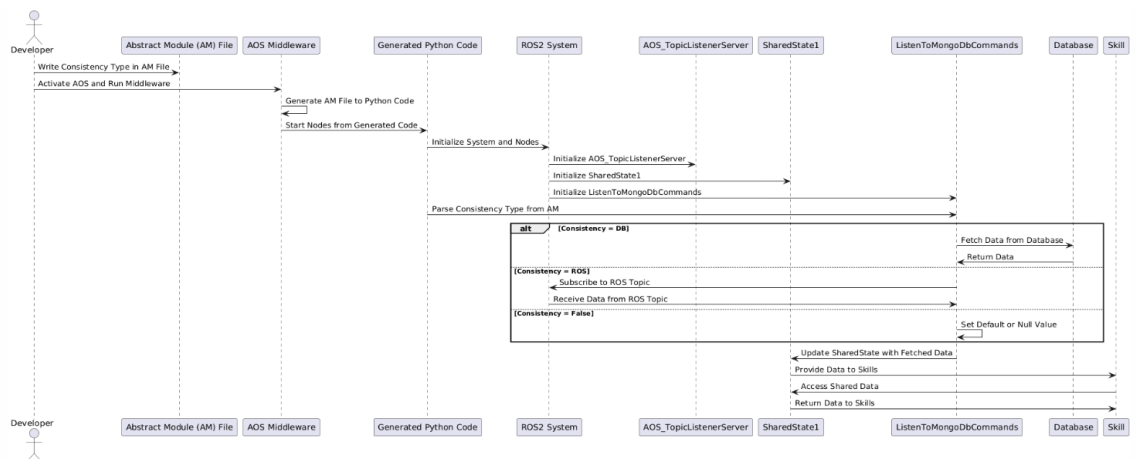 Developer
Abstract Module (AM) File
AOS Middleware
Generated Python Code
ROS2 System
AOS_TopicListenerServer
SharedState1
ListenToMongoDbCommands
Database
Skill
Write Consistency Type in AM File
Activate AOS and Run Middleware
Generate AM File to Python Code
Start Nodes from Generated Code
Initialize System and Nodes
Initialize AOS_TopicListenerServer
Initialize SharedState1
Initialize ListenToMongoDbCommands
Parse Consistency Type from AM
alt [Consistency = DB]
Fetch Data from Database
Return Data
[Consistency = ROS]
Subscribe to ROS Topic
Receive Data from ROS Topic
[Consistency = False]
Set Default or Null Value
Update SharedState with Fetched Data
Provide Data to Skills
Access Shared Data
Return Data to Skills
Developer
Abstract Module (AM) File
AOS Middleware
Generated Python Code
ROS2 System
AOS_TopicListenerServer
SharedState1
ListenToMongoDbCommands
Database
Skill